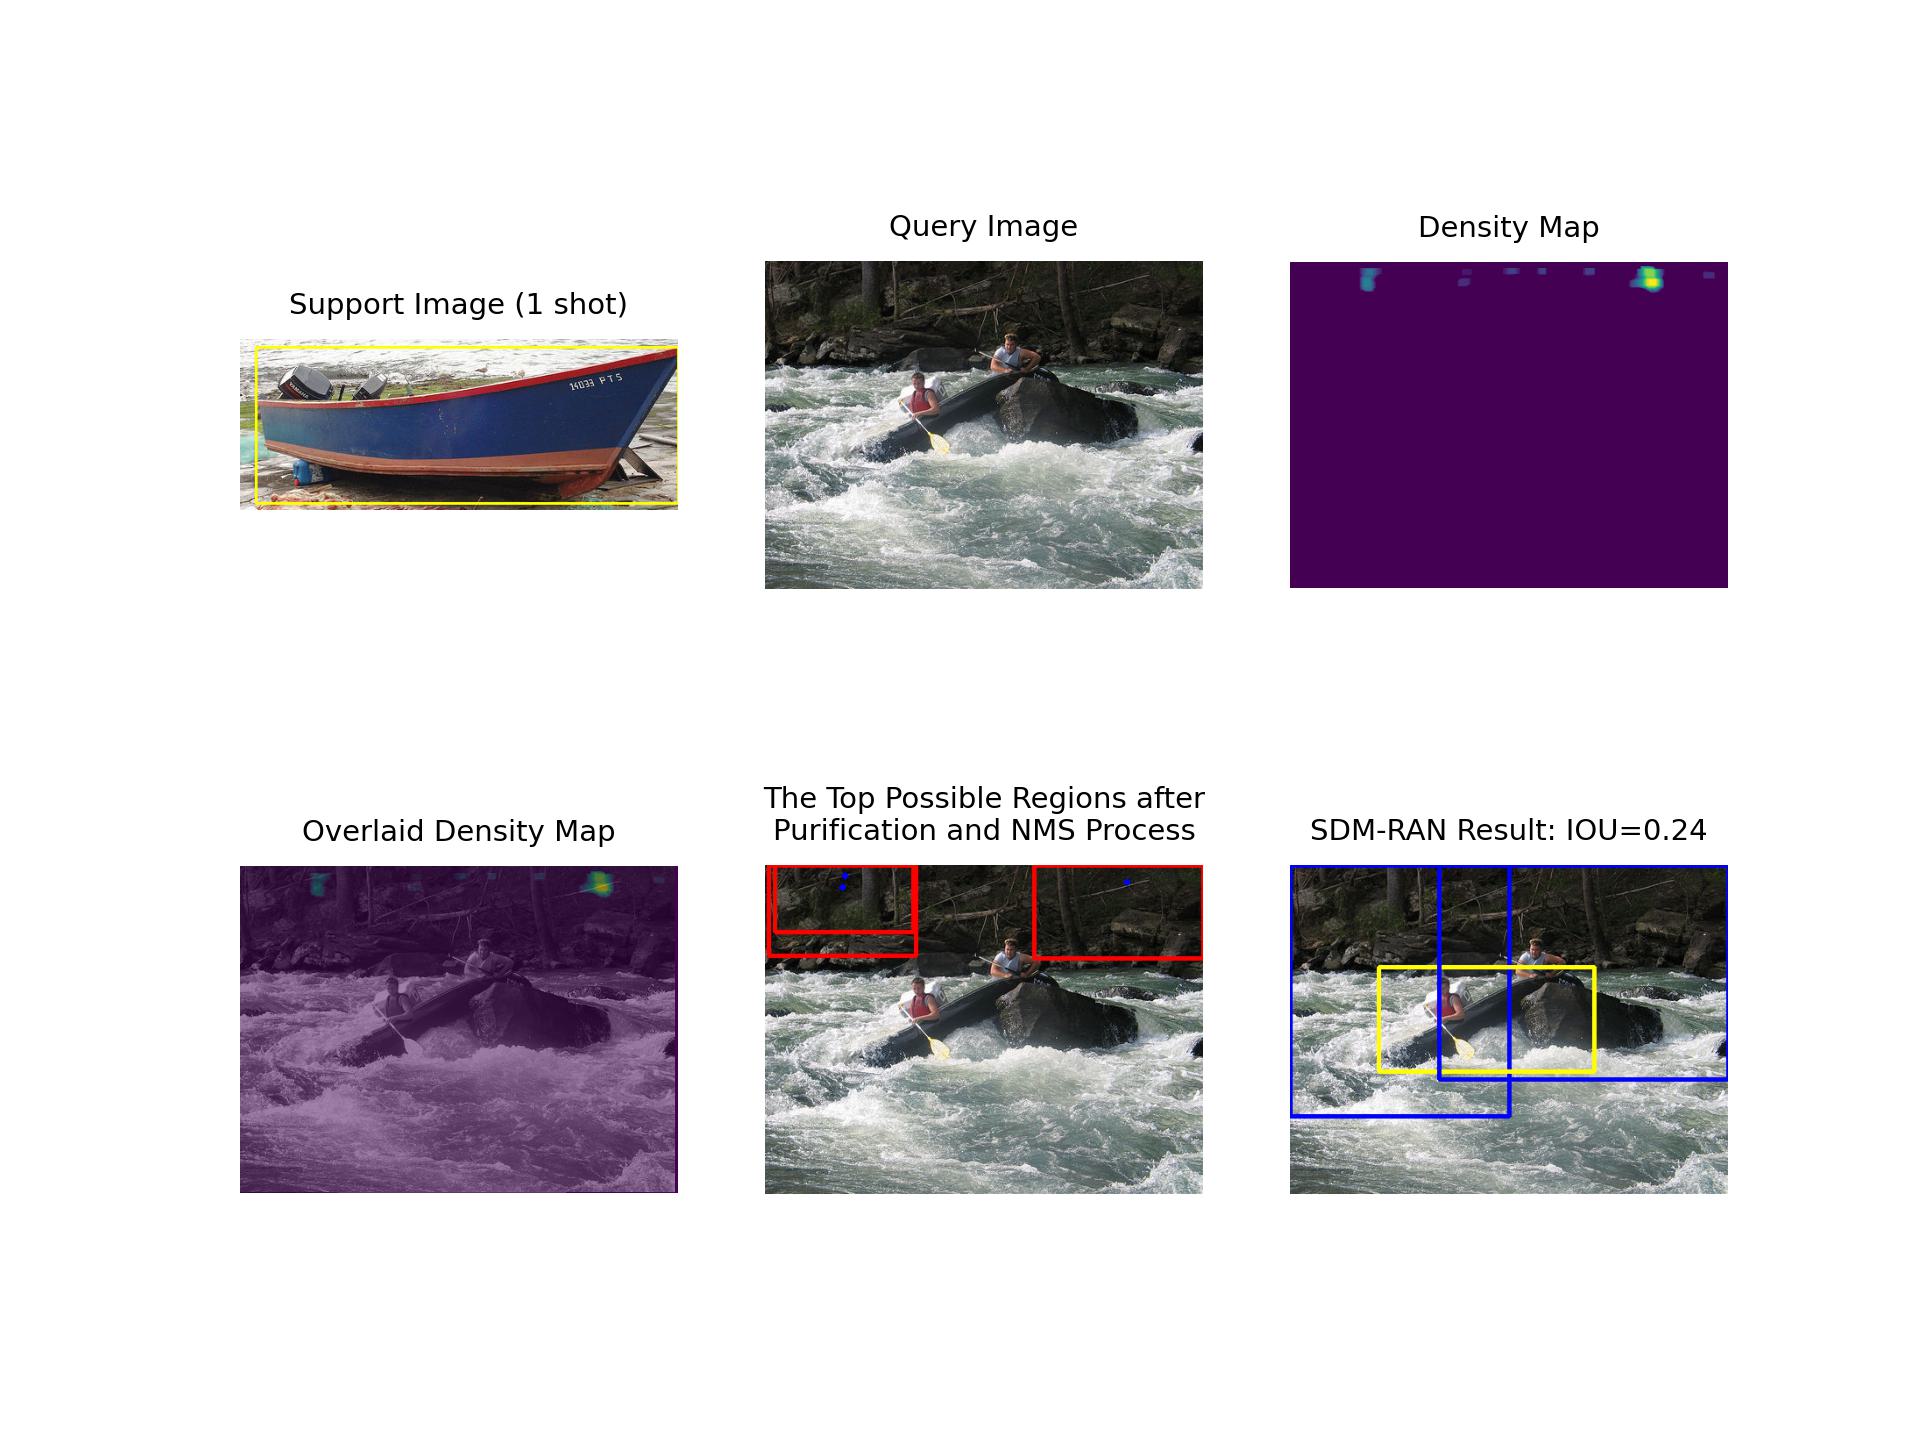 Query Image
Density Map
Support Image (1 shot)
14033 PTS
The Top Possible Regions after
Purification and NMS Process
Overlaid Density Map
SDM-RAN Result: IOU=0.24